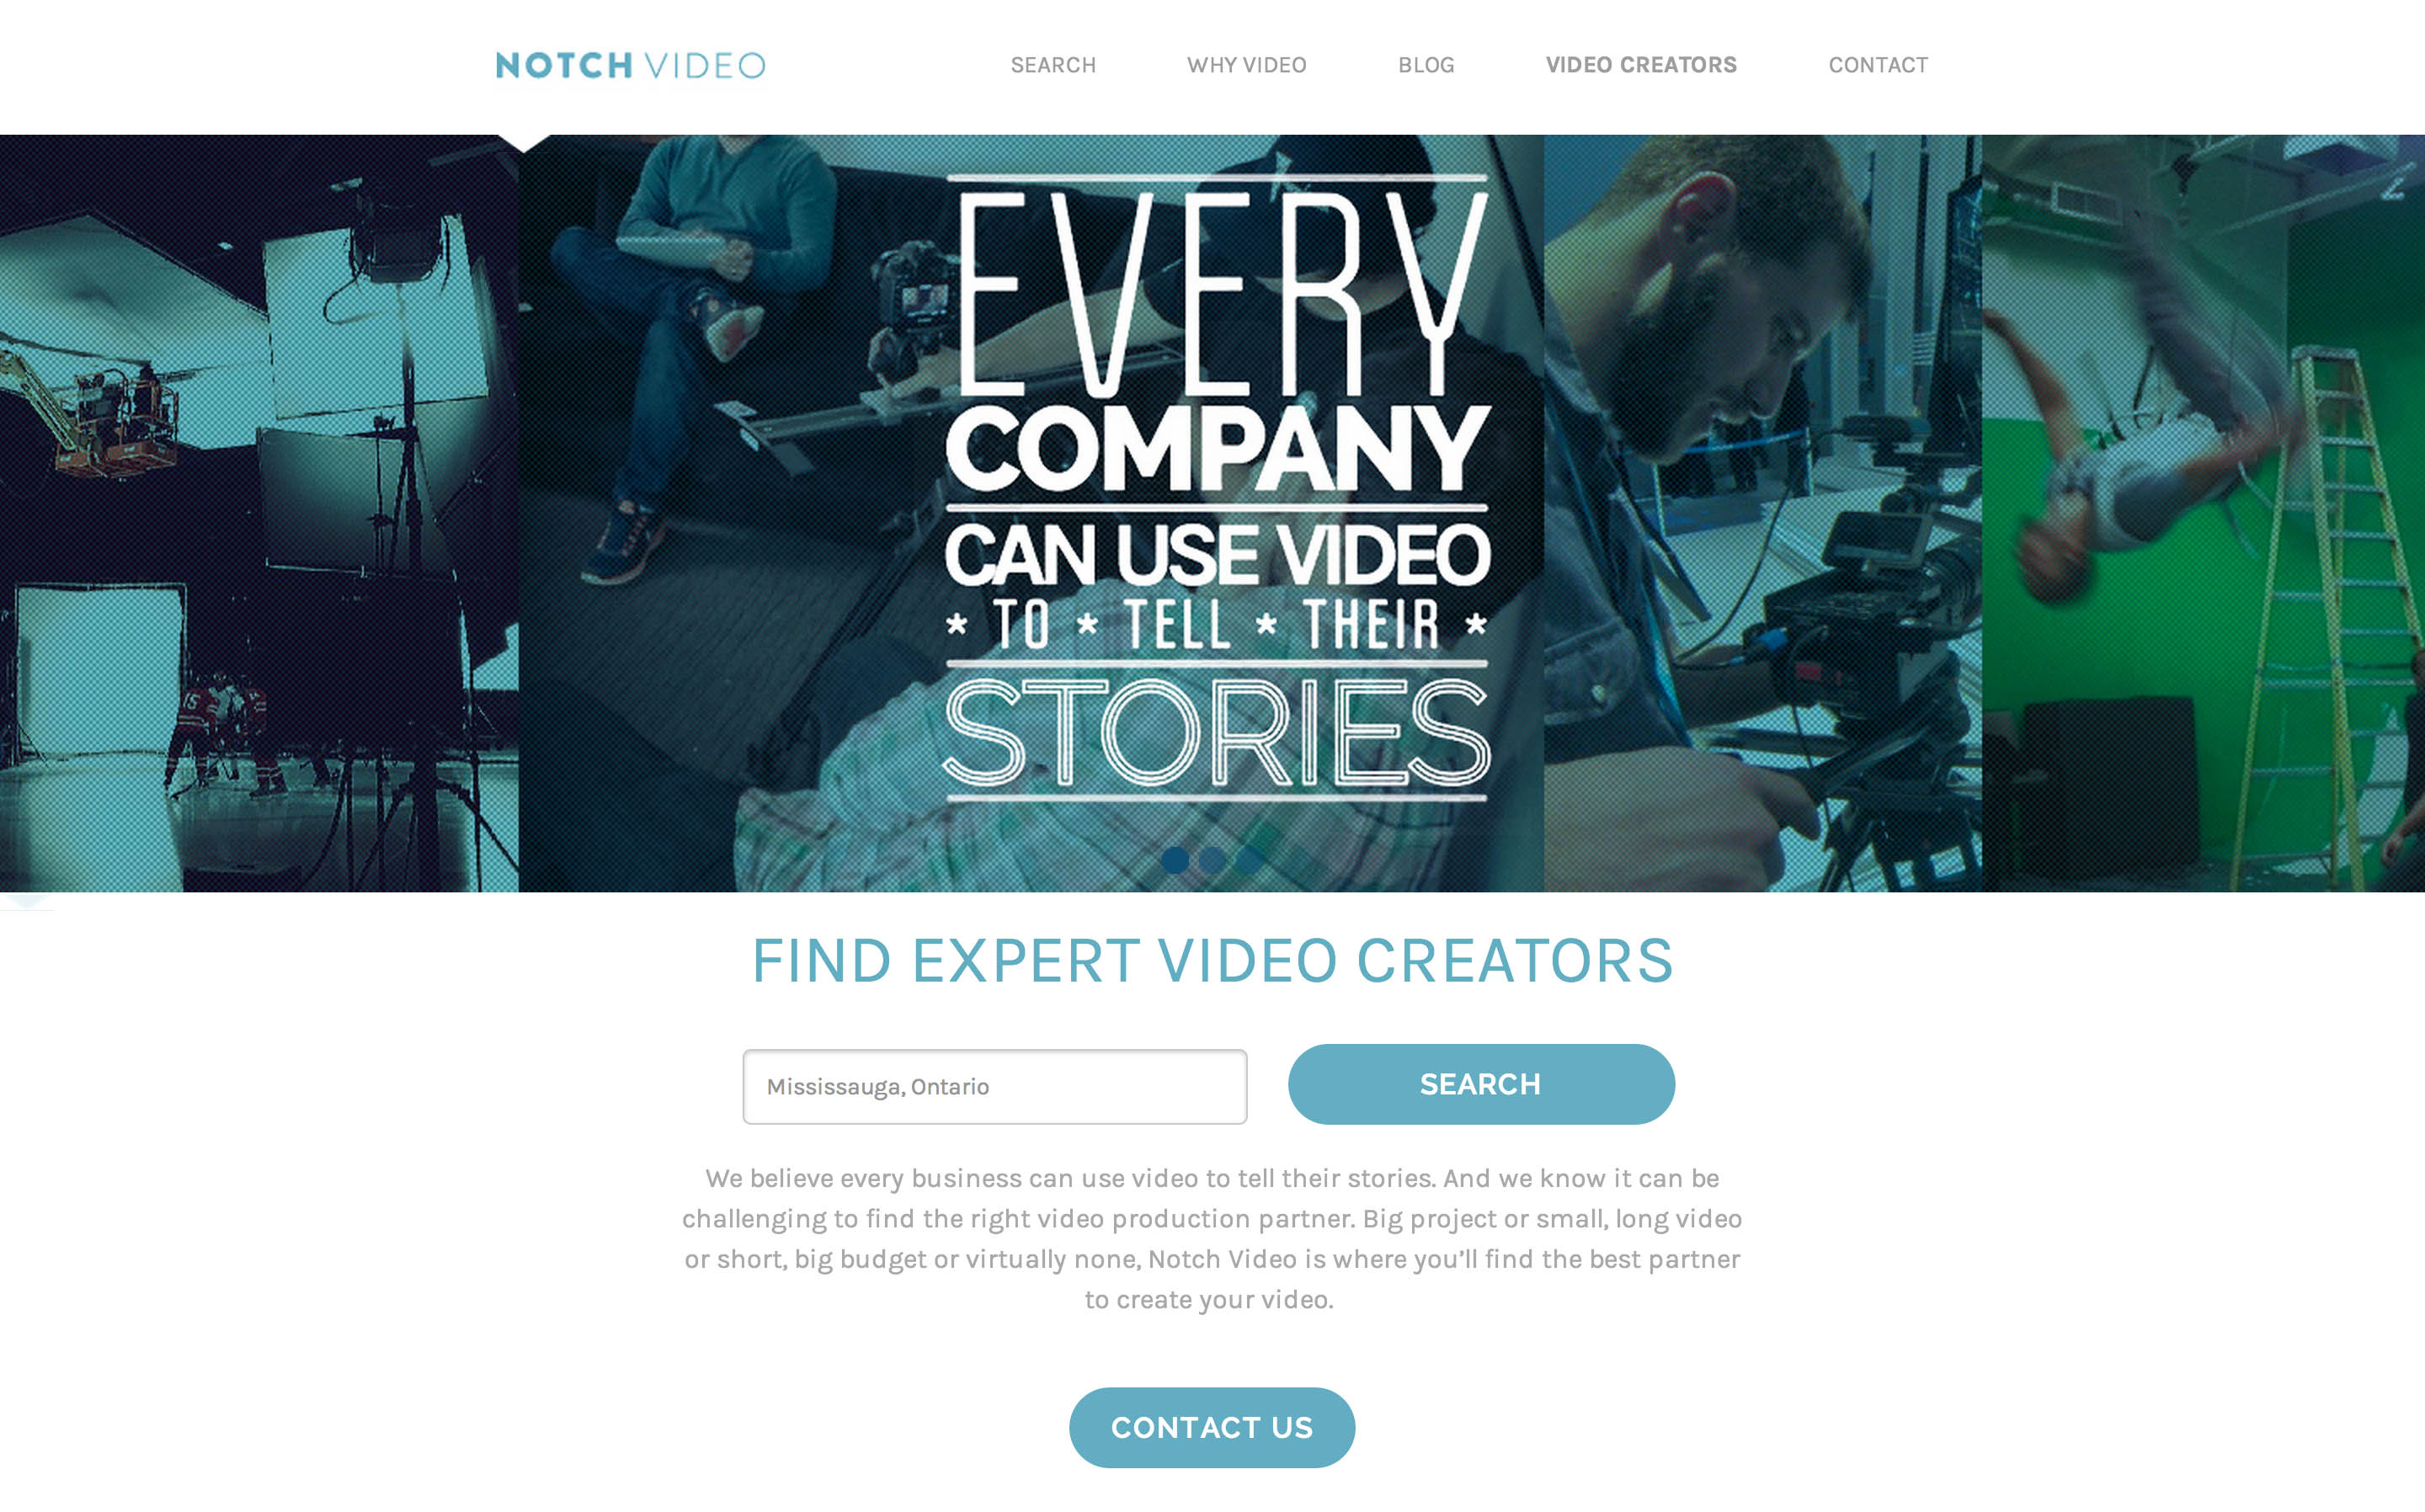 NOTCH VIDEO
SEARCH
WHY VIDEO
BLOG
VIDEO CREATORS
CONTACT
EVERY
COMPANY
CAN USE VIDEO
* TO * TELL * THEIR *
STORIES
FIND EXPERT VIDEO CREATORS
Mississauga, Ontario
SEARCH
We believe every business can use video to tell their stories. And we know it can be
challenging to find the right video production partner. Big project or small, long video
or short, big budget or virtually none, Notch Video is where you’ll find the best partner
to create your video.
CONTACT US